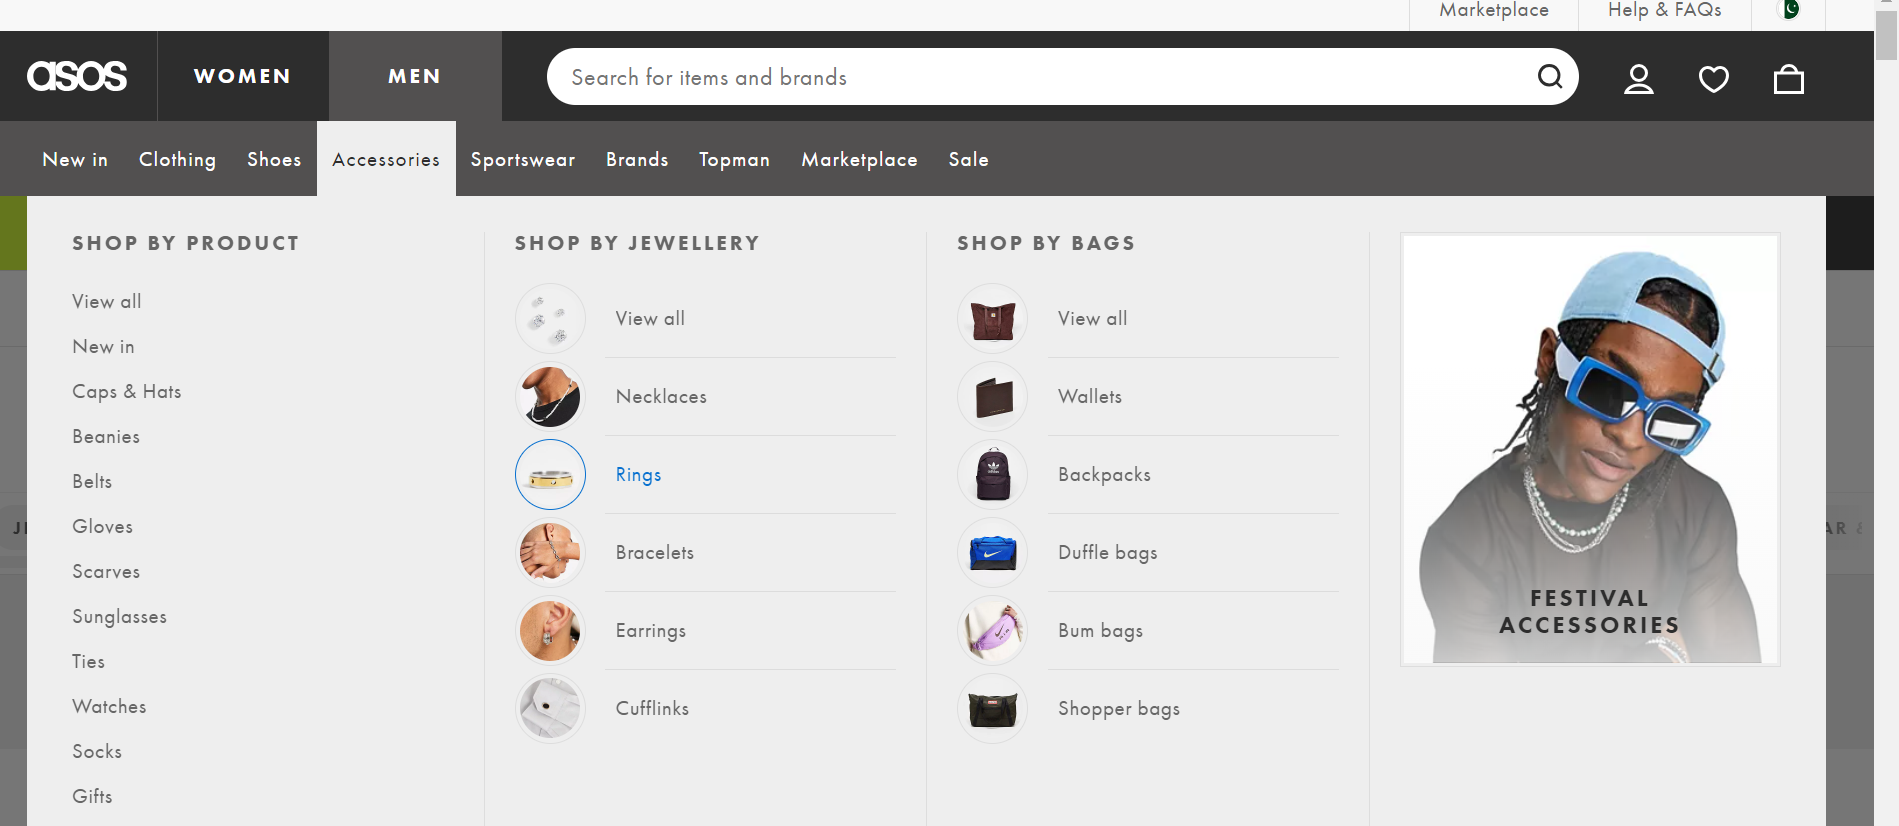 Marketplace
Help & FAQs
asos
WOMEN
MEN
Search for items and brands
New in
Clothing
Shoes
Accessories
Sportswear
Brands
Topman
Marketplace
Sale
SHOP BY PRODUCT
View all
New in
Caps & Hats
Beanies
Belts
Gloves
Scarves
Sunglasses
Ties
Watches
Socks
Gifts
SHOP BY JEWELLERY
View all
Necklaces
Rings
Bracelets
Earrings
Cufflinks
SHOP BY BAGS
View all
Wallets
Backpacks
Duffle bags
Bum bags
Shopper bags
FESTIVAL
ACCESSORIES